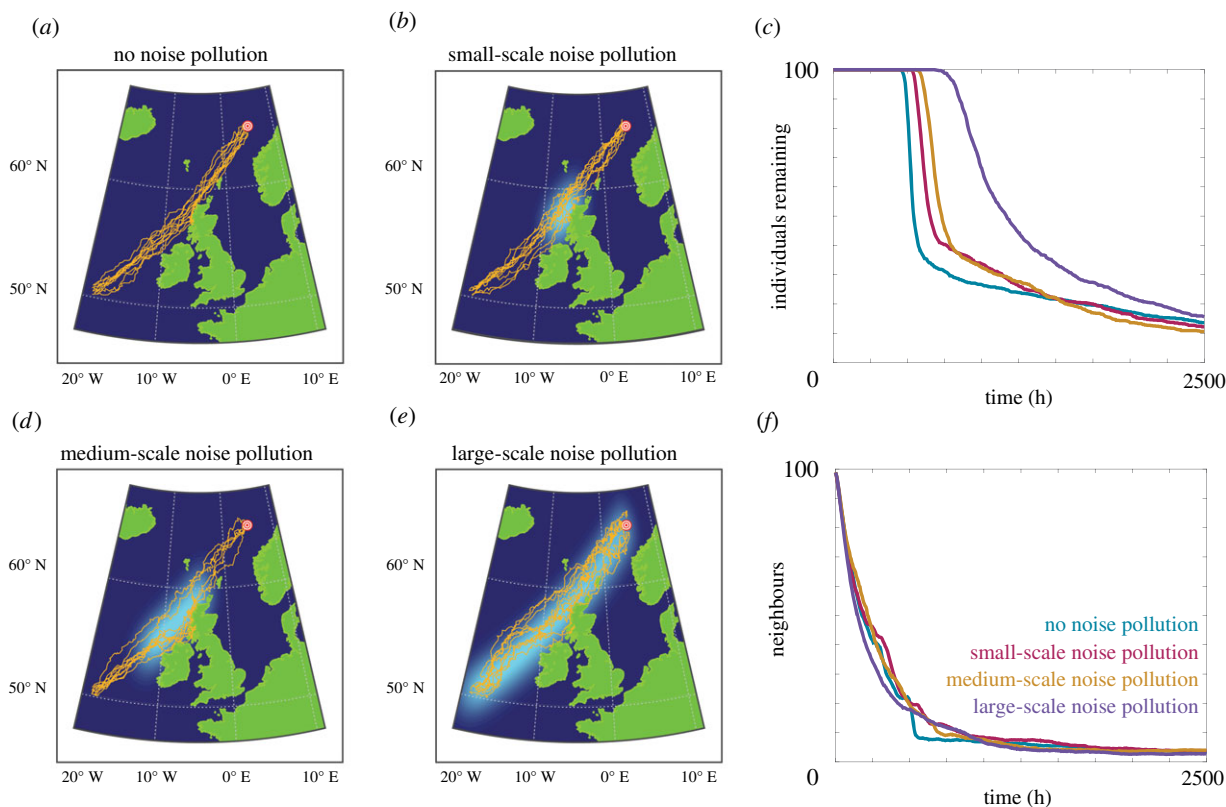 (a)
no noise pollution
60° N
50° N
20° W
10° W
0° E
10° E
(b)
small-scale noise pollution
60° N
50° N
20° W
10° W
0° E
10° E
(c)
100
individuals remaining
0
2500
time (h)
(d)
medium-scale noise pollution
60° N
50° N
20° W
10° W
0° E
10° E
(e)
large-scale noise pollution
60° N
50° N
20° W
10° W
0° E
10° E
(f)
100
neighbours
no noise pollution
small-scale noise pollution
medium-scale noise pollution
large-scale noise pollution
0
2500
time (h)